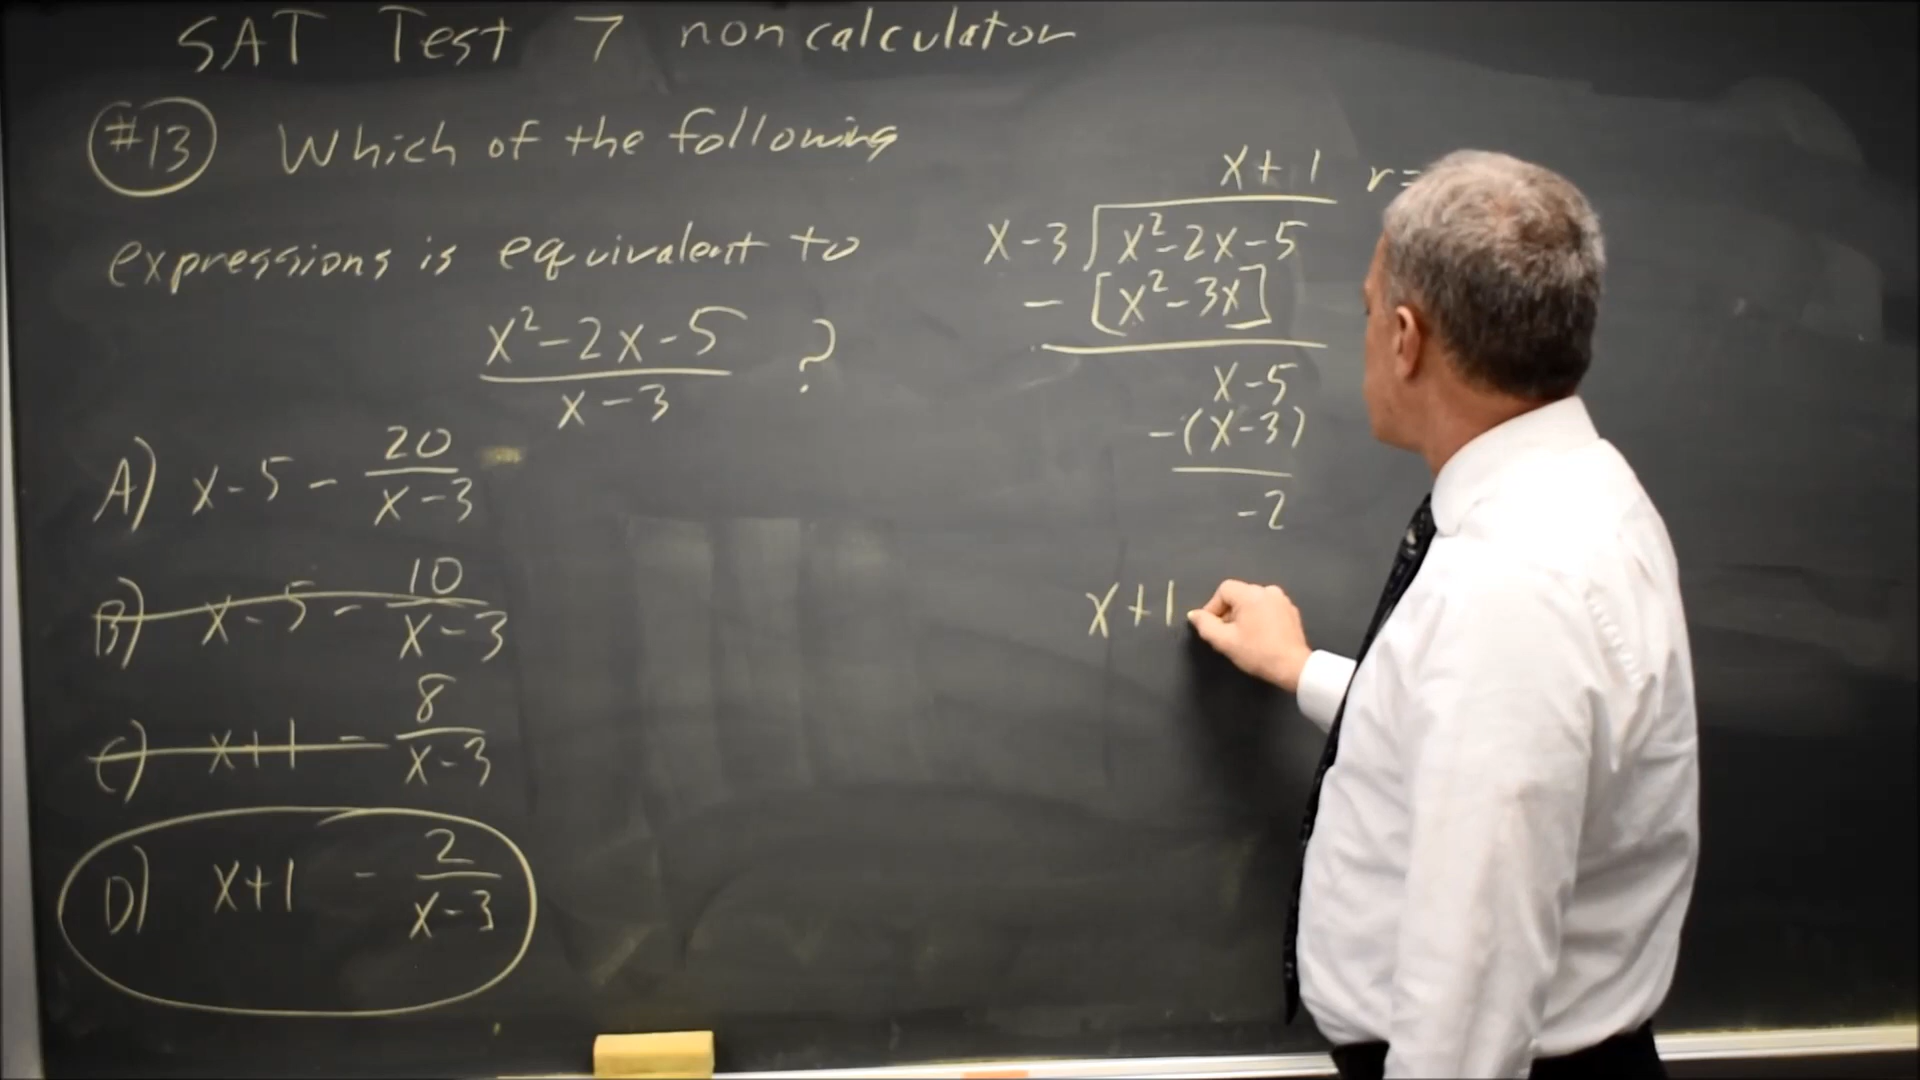 SAT Test 7 noncalculator
#13 Which of the following
expressions is equivalent to
x²-2x-5
x-3
?
A) x-5 - 20
x-3
B) x-5 - 10
x-3
C) x+1 - 8
x-3
D) x+1 - 2
x-3
x+1 r=
x-3 x²-2x-5
- [x²-3x]
x-5
-(x-3)
-2
x+1